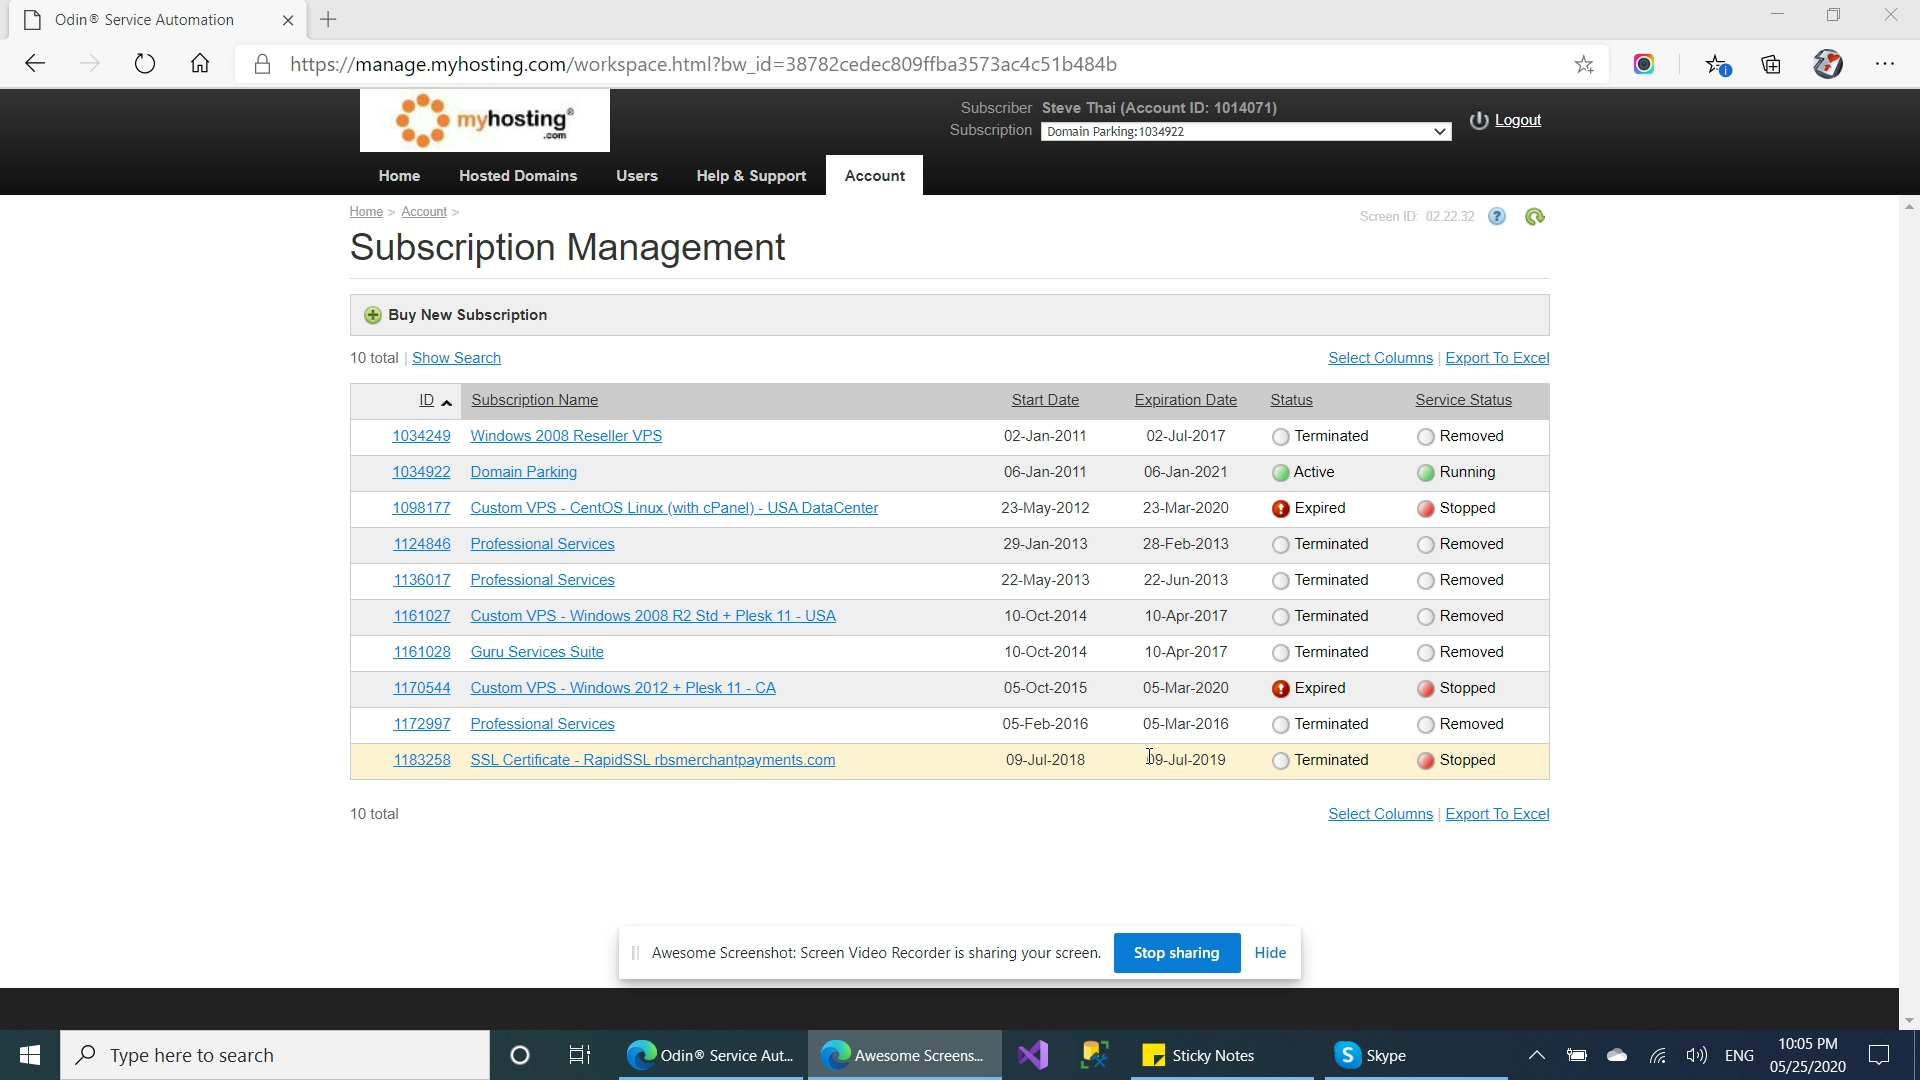 Odin® Service Automation
https://manage.myhosting.com/workspace.html?bw_id=38782cedec809ffba3573ac4c51b484b
myhosting®
.com
Subscriber Steve Thai (Account ID: 1014071)
Subscription Domain Parking:1034922
Logout
Home Hosted Domains Users Help & Support Account
Home > Account >
Screen ID: 02.22.32 ?
Subscription Management
Buy New Subscription
10 total | Show Search Select Columns | Export To Excel
ID Subscription Name Start Date Expiration Date Status Service Status
1034249 Windows 2008 Reseller VPS 02-Jan-2011 02-Jul-2017 Terminated Removed
1034922 Domain Parking 06-Jan-2011 06-Jan-2021 Active Running
1098177 Custom VPS - CentOS Linux (with cPanel) - USA DataCenter 23-May-2012 23-Mar-2020 Expired Stopped
1124846 Professional Services 29-Jan-2013 28-Feb-2013 Terminated Removed
1136017 Professional Services 22-May-2013 22-Jun-2013 Terminated Removed
1161027 Custom VPS - Windows 2008 R2 Std + Plesk 11 - USA 10-Oct-2014 10-Apr-2017 Terminated Removed
1161028 Guru Services Suite 10-Oct-2014 10-Apr-2017 Terminated Removed
1170544 Custom VPS - Windows 2012 + Plesk 11 - CA 05-Oct-2015 05-Mar-2020 Expired Stopped
1172997 Professional Services 05-Feb-2016 05-Mar-2016 Terminated Removed
1183258 SSL Certificate - RapidSSL rbsmerchantpayments.com 09-Jul-2018 09-Jul-2019 Terminated Stopped
10 total Select Columns | Export To Excel
Awesome Screenshot: Screen Video Recorder is sharing your screen. Stop sharing Hide
Type here to search Odin® Service Aut... Awesome Screens... Sticky Notes Skype ENG 10:05 PM
05/25/2020